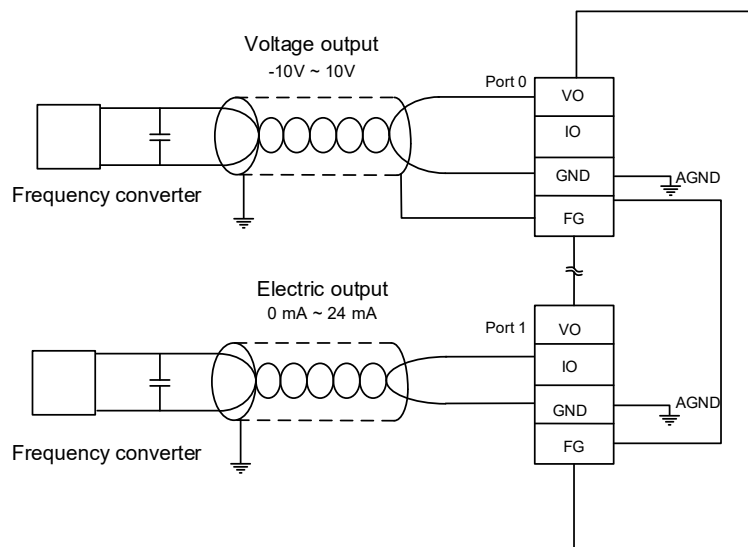 Voltage output
-10V ~ 10V
Port 0
VO
IO
GND
AGND
FG
Frequency converter
Electric output
0 mA ~ 24 mA
Port 1
VO
IO
GND
AGND
FG
Frequency converter